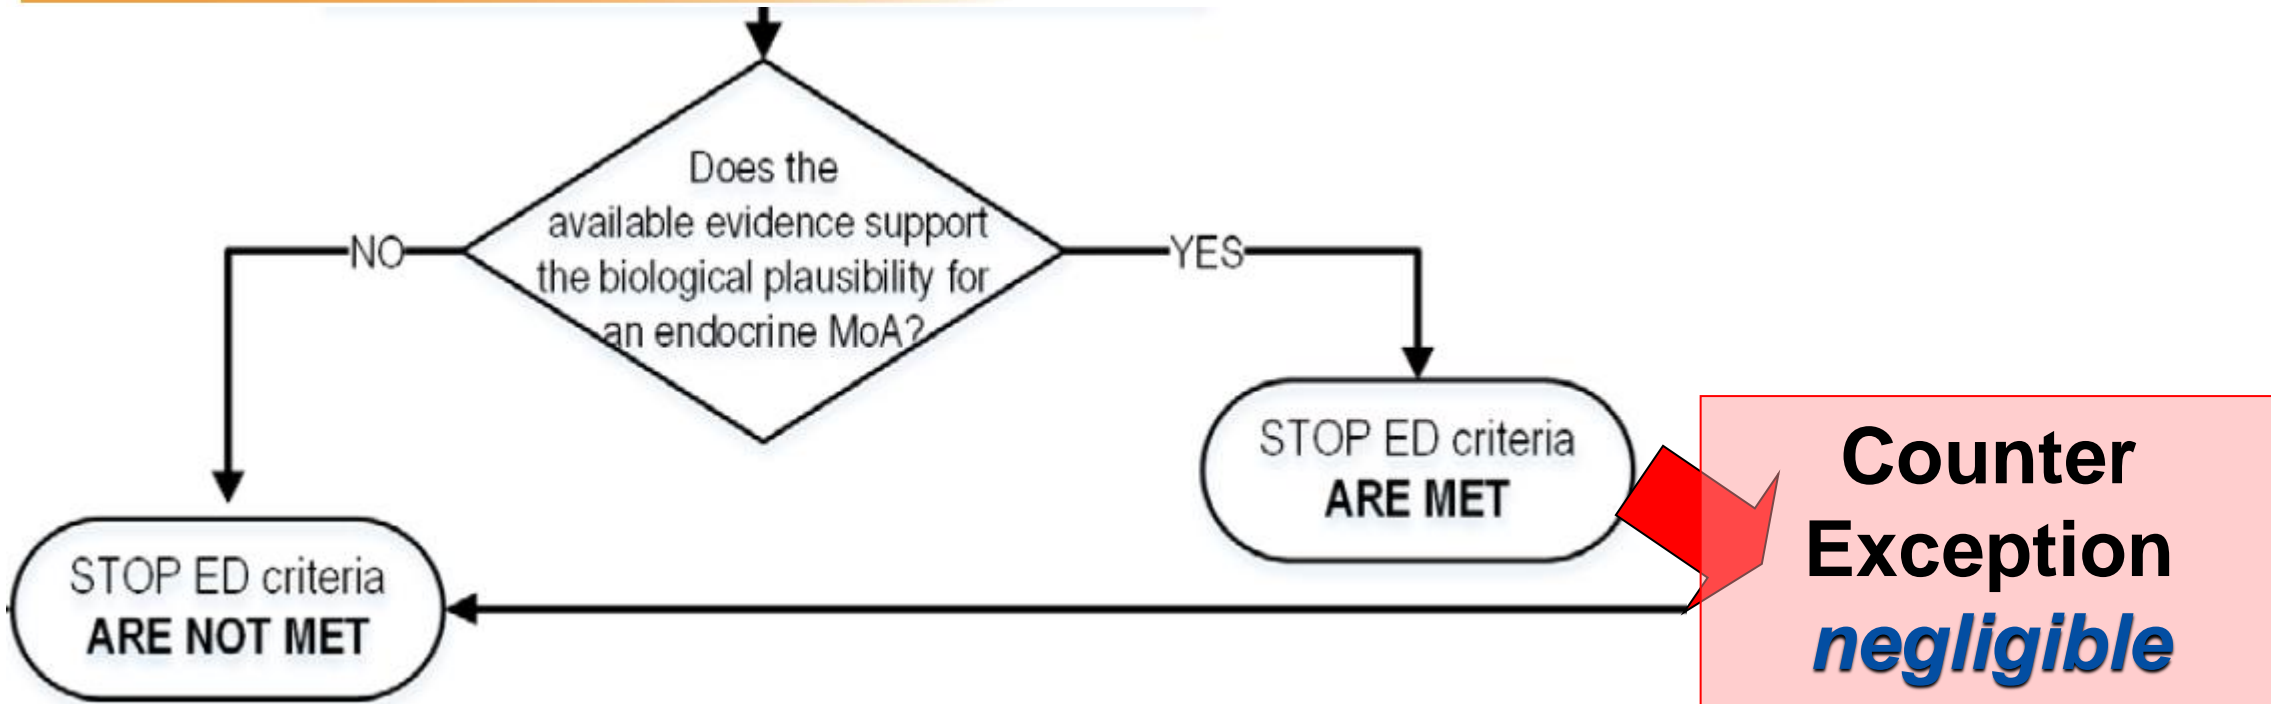 Does the
available evidence support
the biological plausibility for
an endocrine MoA?
NO
YES
STOP ED criteria
ARE MET
Counter
Exception
negligible
STOP ED criteria
ARE NOT MET